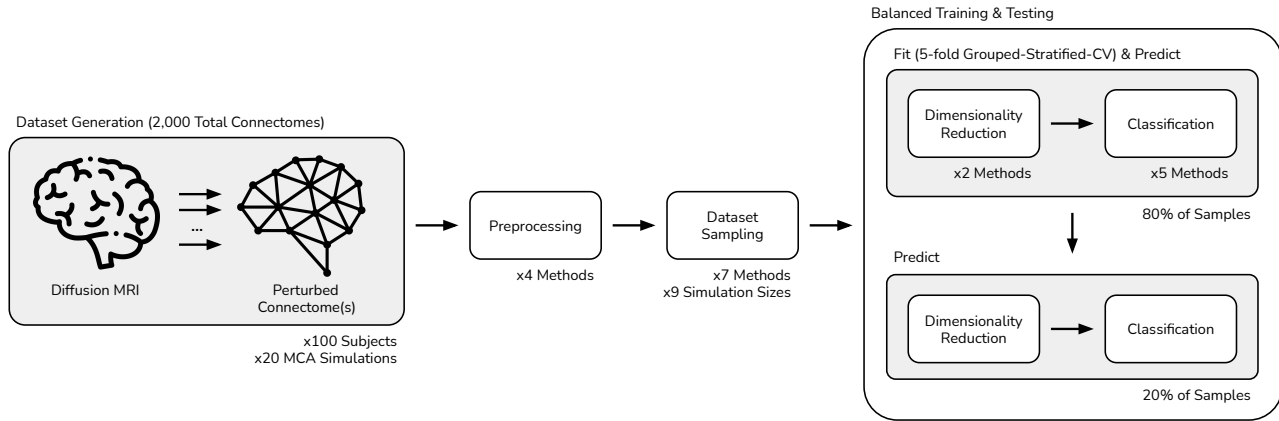 Dataset Generation (2,000 Total Connectomes)
Diffusion MRI
...
Perturbed
Connectome(s)
x100 Subjects
x20 MCA Simulations
Preprocessing
x4 Methods
Dataset
Sampling
x7 Methods
x9 Simulation Sizes
Balanced Training & Testing
Fit (5-fold Grouped-Stratified-CV) & Predict
Dimensionality
Reduction
x2 Methods
Classification
x5 Methods
80% of Samples
Predict
Dimensionality
Reduction
Classification
20% of Samples